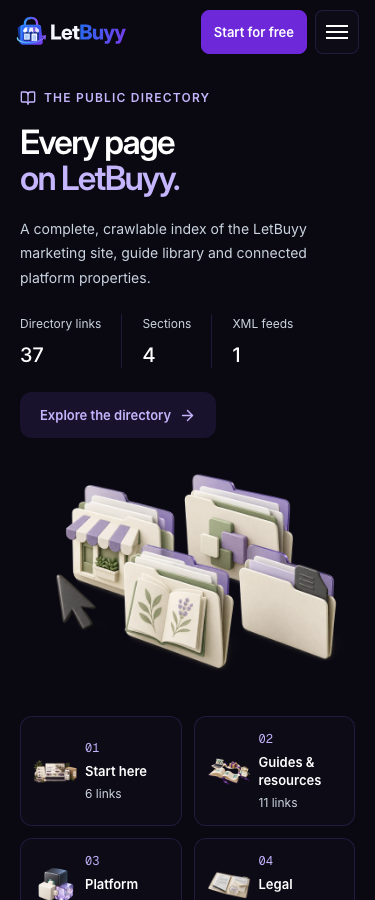 LetBuyy
Start for free
THE PUBLIC DIRECTORY
Every page
on LetBuyy.
A complete, crawlable index of the LetBuyy
marketing site, guide library and connected
platform properties.
Directory links
37
Sections
4
XML feeds
1
Explore the directory
01
Start here
6 links
02
Guides &
resources
11 links
03
Platform
04
Legal